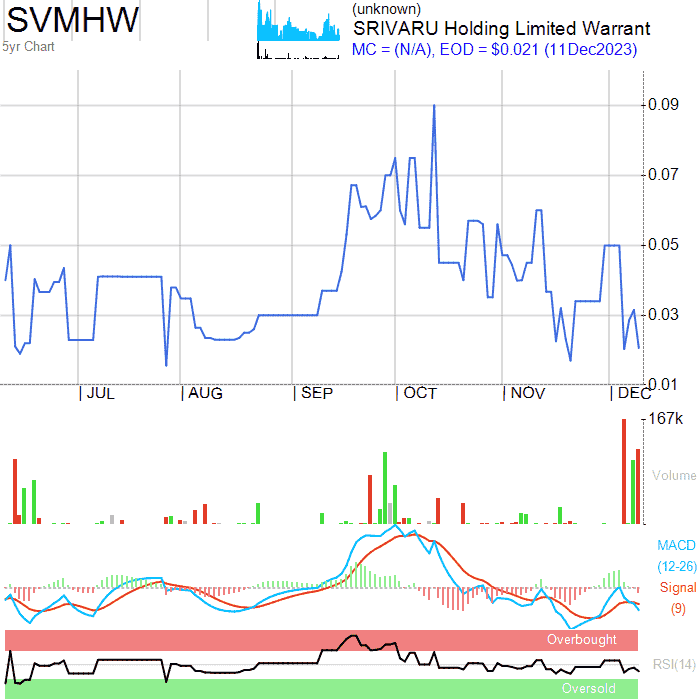 SVMHW
5yr Chart
(unknown)
SRIVARU Holding Limited Warrant
MC = (N/A), EOD = $0.021 (11Dec2023)
0.09
0.07
0.05
0.03
0.01
JUL AUG SEP OCT NOV DEC
167k
Volume
MACD
(12-26)
Signal
(9)
Overbought
RSI(14)
Oversold